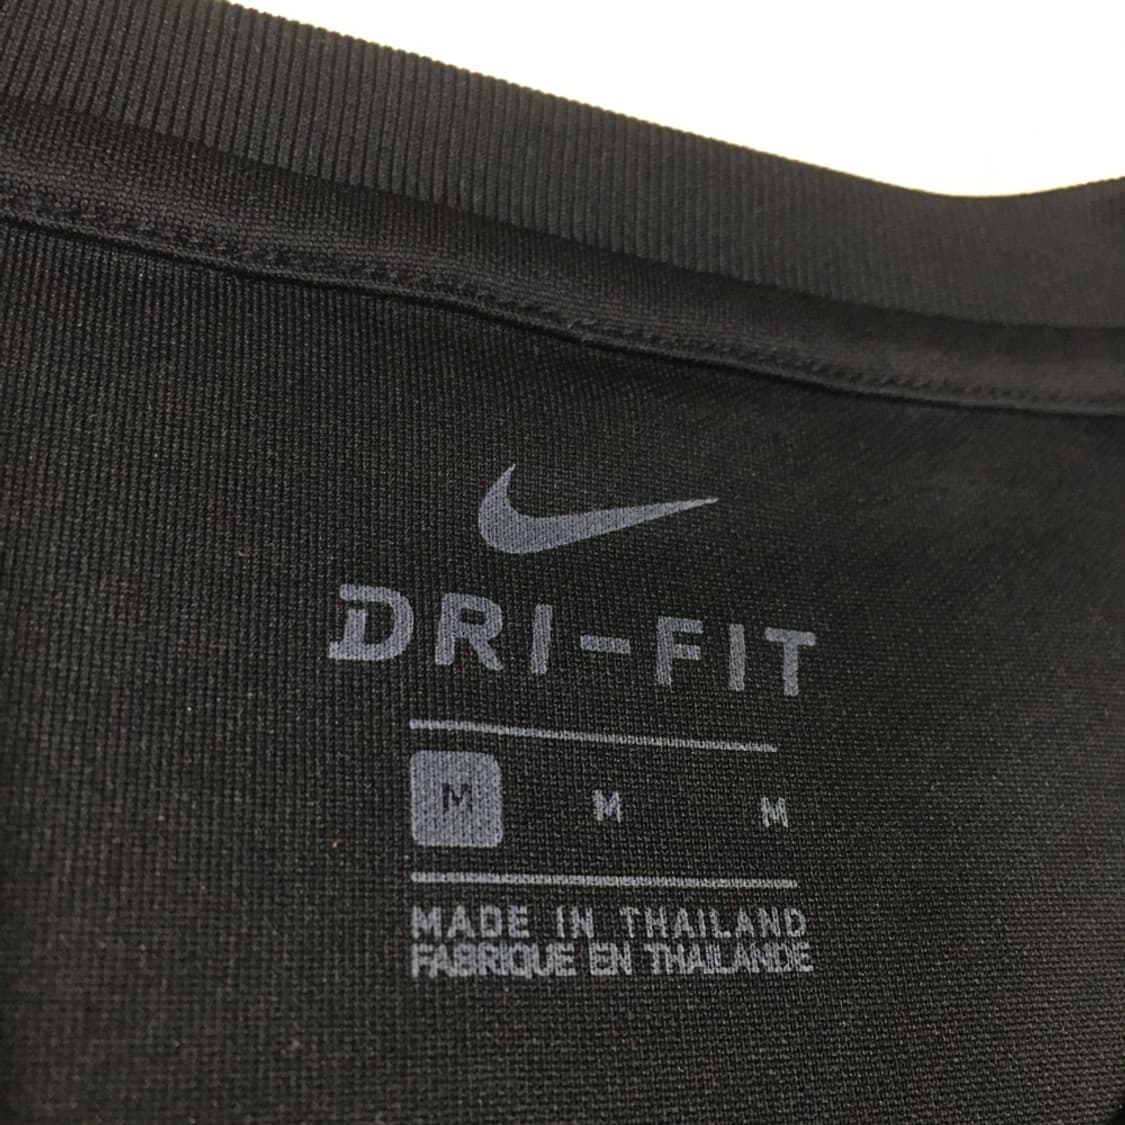 DRI-FIT
M M M
MADE IN THAILAND
FABRIQUE EN THAILANDE